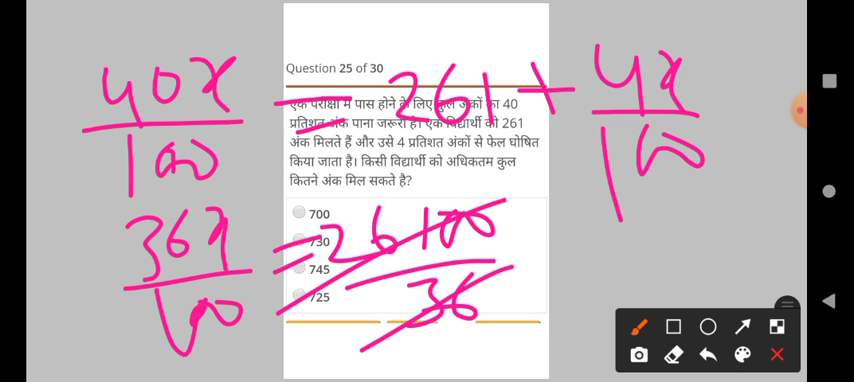 Question 25 of 30
एक परीक्षा में पास होने के लिए कुल अंकों का 40
प्रतिशत अंक पाना जरूरी है। एक विद्यार्थी को 261
अंक मिलते हैं और उसे 4 प्रतिशत अंकों से फेल घोषित
किया जाता है। किसी विद्यार्थी को अधिकतम कुल
कितने अंक मिल सकते है?
700
730
745
725
40x/100 = 261 + 4x/100
36x/100 = 26100/36